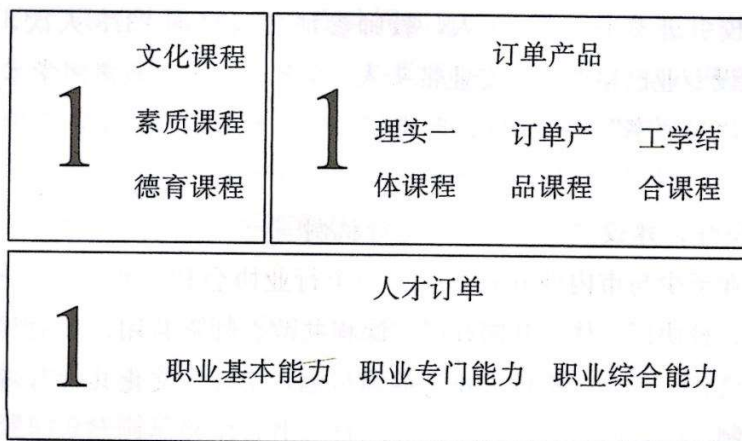 1
文化课程
素质课程
德育课程
1
订单产品
理实一体课程
订单产品课程
工学结合课程
1
人才订单
职业基本能力 职业专门能力 职业综合能力